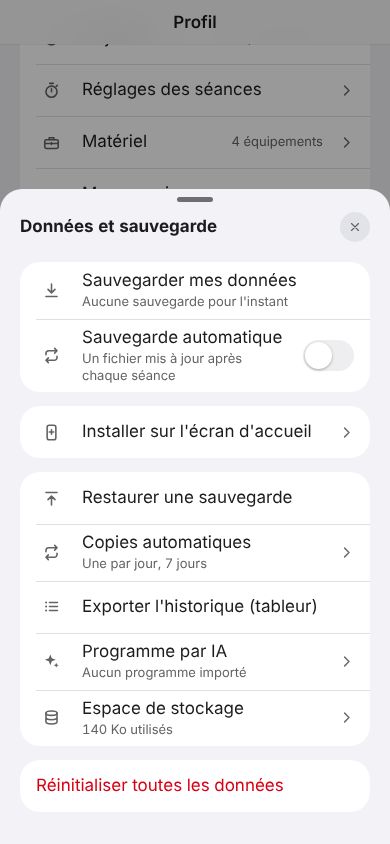 Profil
Réglages des séances
Matériel
4 équipements
Données et sauvegarde
Sauvegarder mes données
Aucune sauvegarde pour l'instant
Sauvegarde automatique
Un fichier mis à jour après
chaque séance
Installer sur l'écran d'accueil
Restaurer une sauvegarde
Copies automatiques
Une par jour, 7 jours
Exporter l'historique (tableur)
Programme par IA
Aucun programme importé
Espace de stockage
140 Ko utilisés
Réinitialiser toutes les données